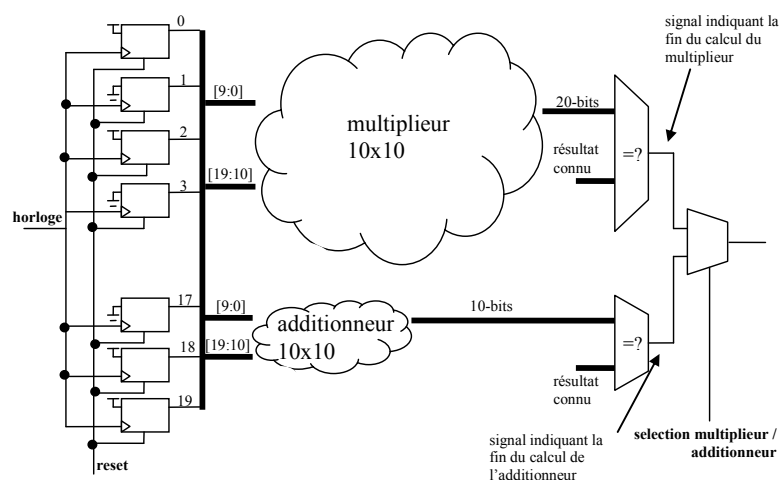 0
1
2
3
17
18
19
horloge
reset
[9:0]
[19:10]
[9:0]
[19:10]
multiplieur
10x10
additionneur
10x10
20-bits
résultat
connu
=?
10-bits
résultat
connu
=?
signal indiquant la
fin du calcul du
multiplieur
signal indiquant la
fin du calcul de
l'additionneur
selection multiplieur /
additionneur